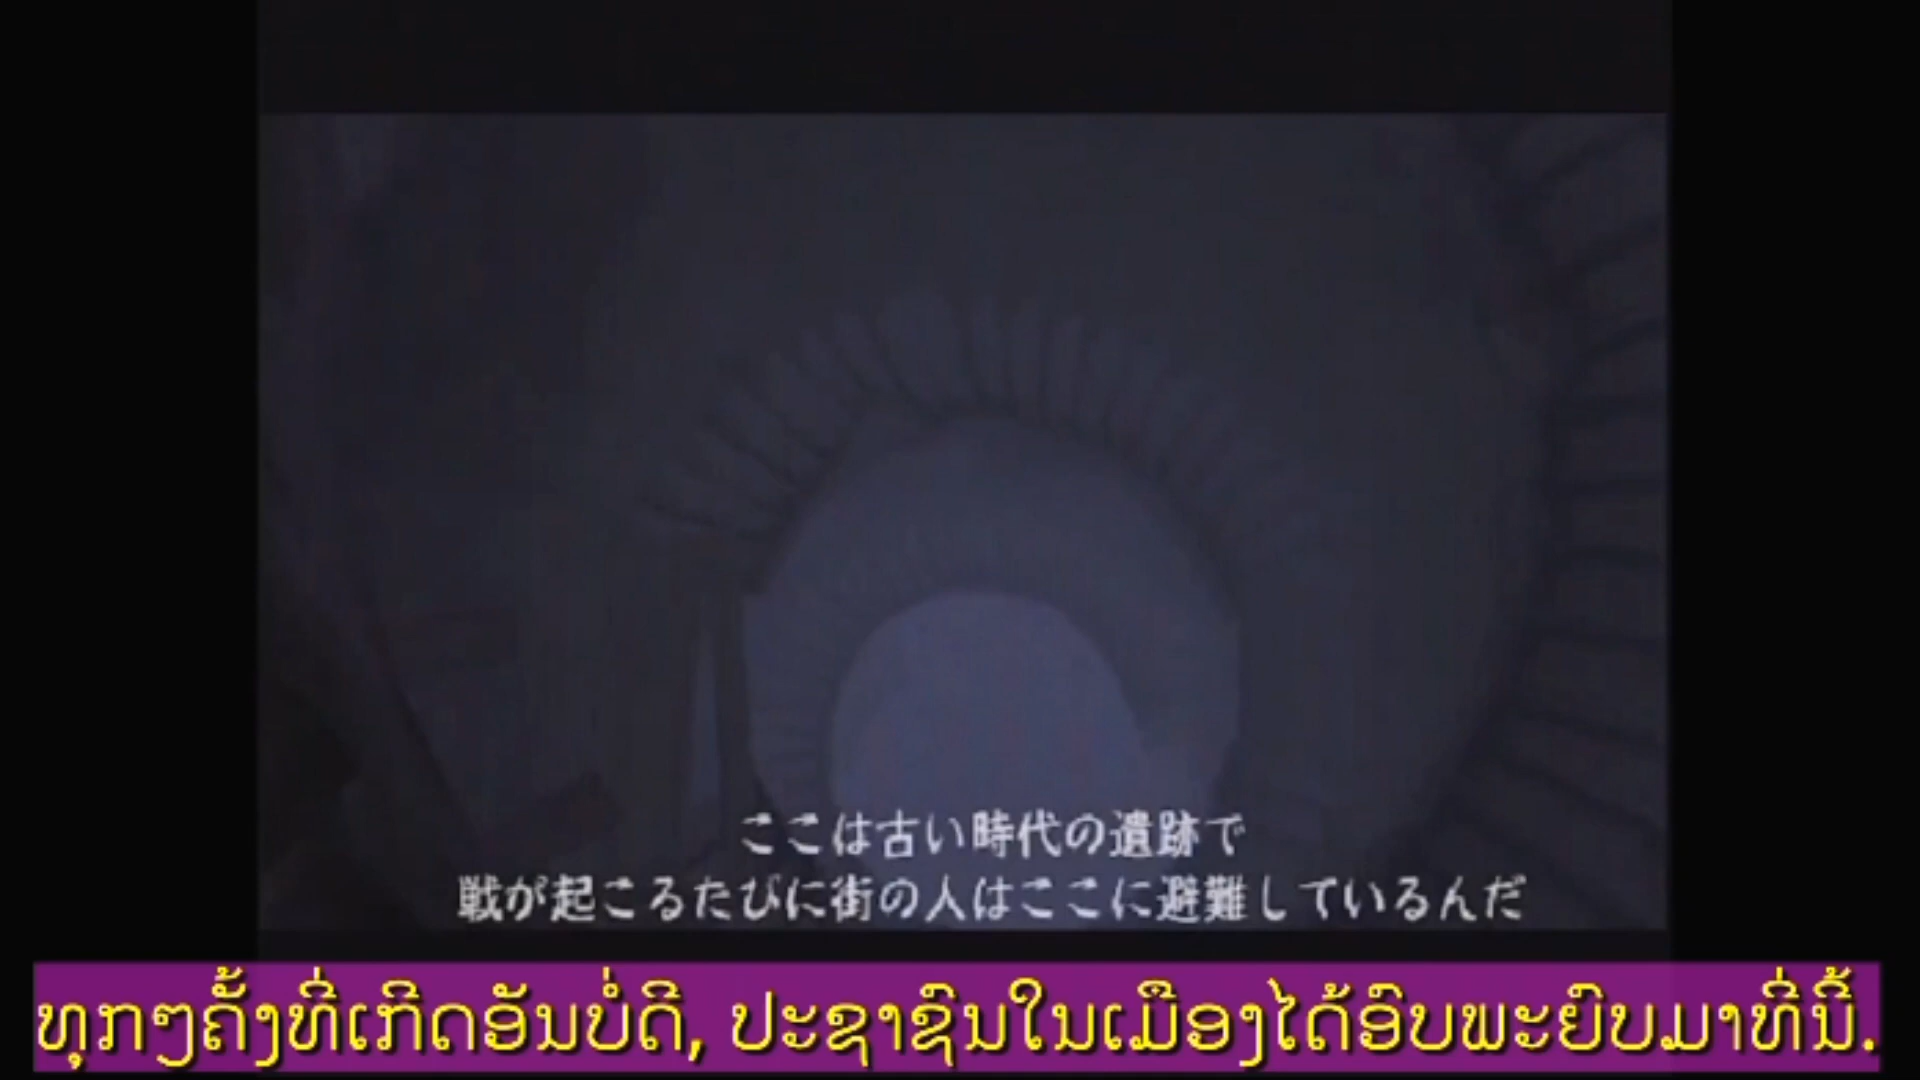 ここは古い時代の遺跡で
戦が起こるたびに街の人はここに避難しているんだ
ທຸກໆຄັ້ງທີ່ເກີດອັນບໍ່ດີ, ປະຊາຊົນໃນເມືອງໄດ້ອົບພະຍົບມາທີ່ນີ້.